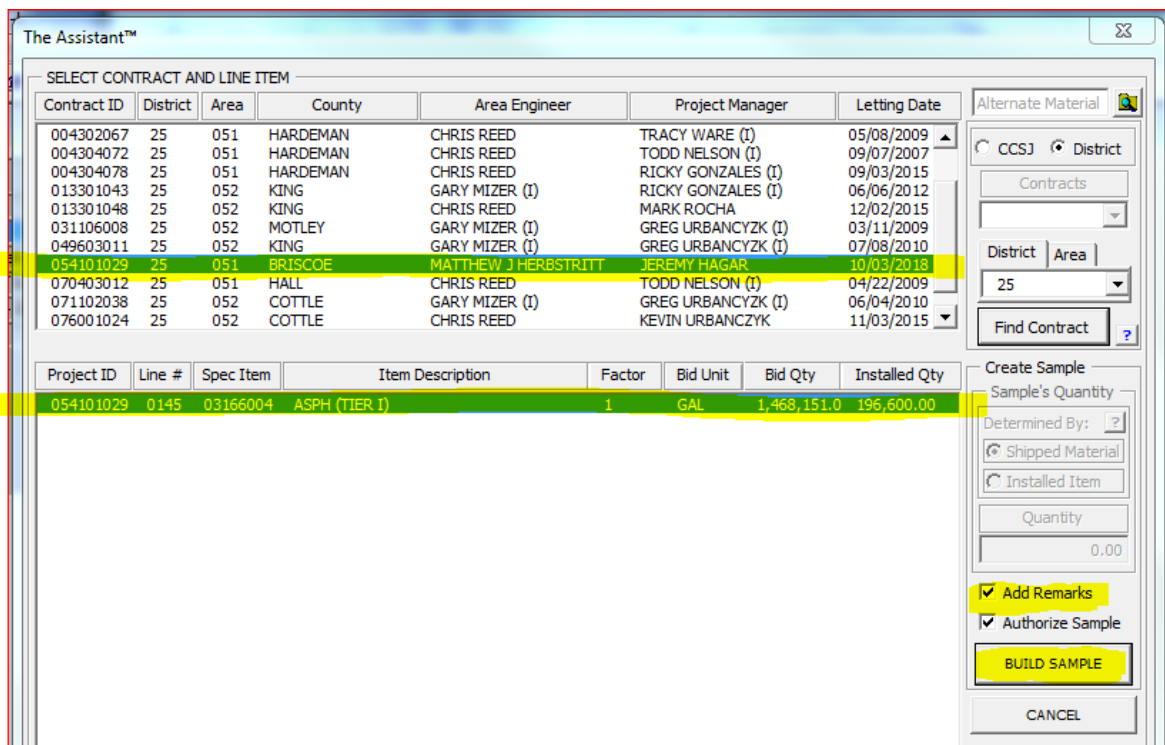 The Assistant™
SELECT CONTRACT AND LINE ITEM
Contract ID District Area County Area Engineer Project Manager Letting Date
004302067 25 051 HARDEMAN CHRIS REED TRACY WARE (I) 05/08/2009
004304072 25 051 HARDEMAN CHRIS REED TODD NELSON (I) 09/07/2007
004304078 25 051 HARDEMAN CHRIS REED RICKY GONZALES (I) 09/03/2015
013301043 25 052 KING GARY MIZER (I) RICKY GONZALES (I) 06/06/2012
013301048 25 052 KING CHRIS REED MARK ROCHA 12/02/2015
031106008 25 052 MOTLEY GARY MIZER (I) GREG URBANCYZK (I) 03/11/2009
049603011 25 052 KING GARY MIZER (I) GREG URBANCYZK (I) 07/08/2010
054101029 25 051 BRISCOE MATTHEW J HERBSTRITT JEREMY HAGAR 10/03/2018
070403012 25 051 HALL CHRIS REED TODD NELSON (I) 04/22/2009
071102038 25 052 COTTLE GARY MIZER (I) GREG URBANCYZK (I) 06/04/2010
076001024 25 052 COTTLE CHRIS REED KEVIN URBANCZYK 11/03/2015
Alternate Material
CCSJ District
Contracts
District Area
25
Find Contract ?
Project ID Line # Spec Item Item Description Factor Bid Unit Bid Qty Installed Qty
054101029 0145 03166004 ASPH (TIER I) 1 GAL 1,468,151.0 196,600.00
Create Sample
Sample's Quantity
Determined By: ?
Shipped Material
Installed Item
Quantity
0.00
Add Remarks
Authorize Sample
BUILD SAMPLE
CANCEL